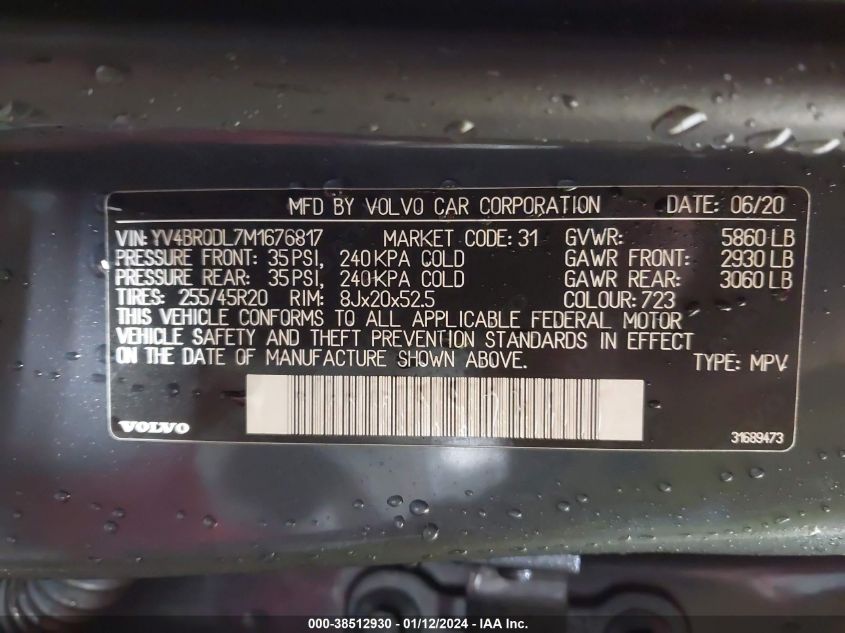 MFD BY VOLVO CAR CORPORATION DATE: 06/20
VIN: YV4BR0DL7M1676817 MARKET CODE: 31 GVWR: 5860 LB
PRESSURE FRONT: 35 PSI, 240 KPA COLD GAWR FRONT: 2930 LB
PRESSURE REAR: 35 PSI, 240 KPA COLD GAWR REAR: 3060 LB
TIRES: 255/45R20 RIM: 8Jx20x52.5 COLOUR: 723
THIS VEHICLE CONFORMS TO ALL APPLICABLE FEDERAL MOTOR
VEHICLE SAFETY AND THEFT PREVENTION STANDARDS IN EFFECT
ON THE DATE OF MANUFACTURE SHOWN ABOVE. TYPE: MPV
VOLVO 31689473
000-38512930 - 01/12/2024 - IAA Inc.